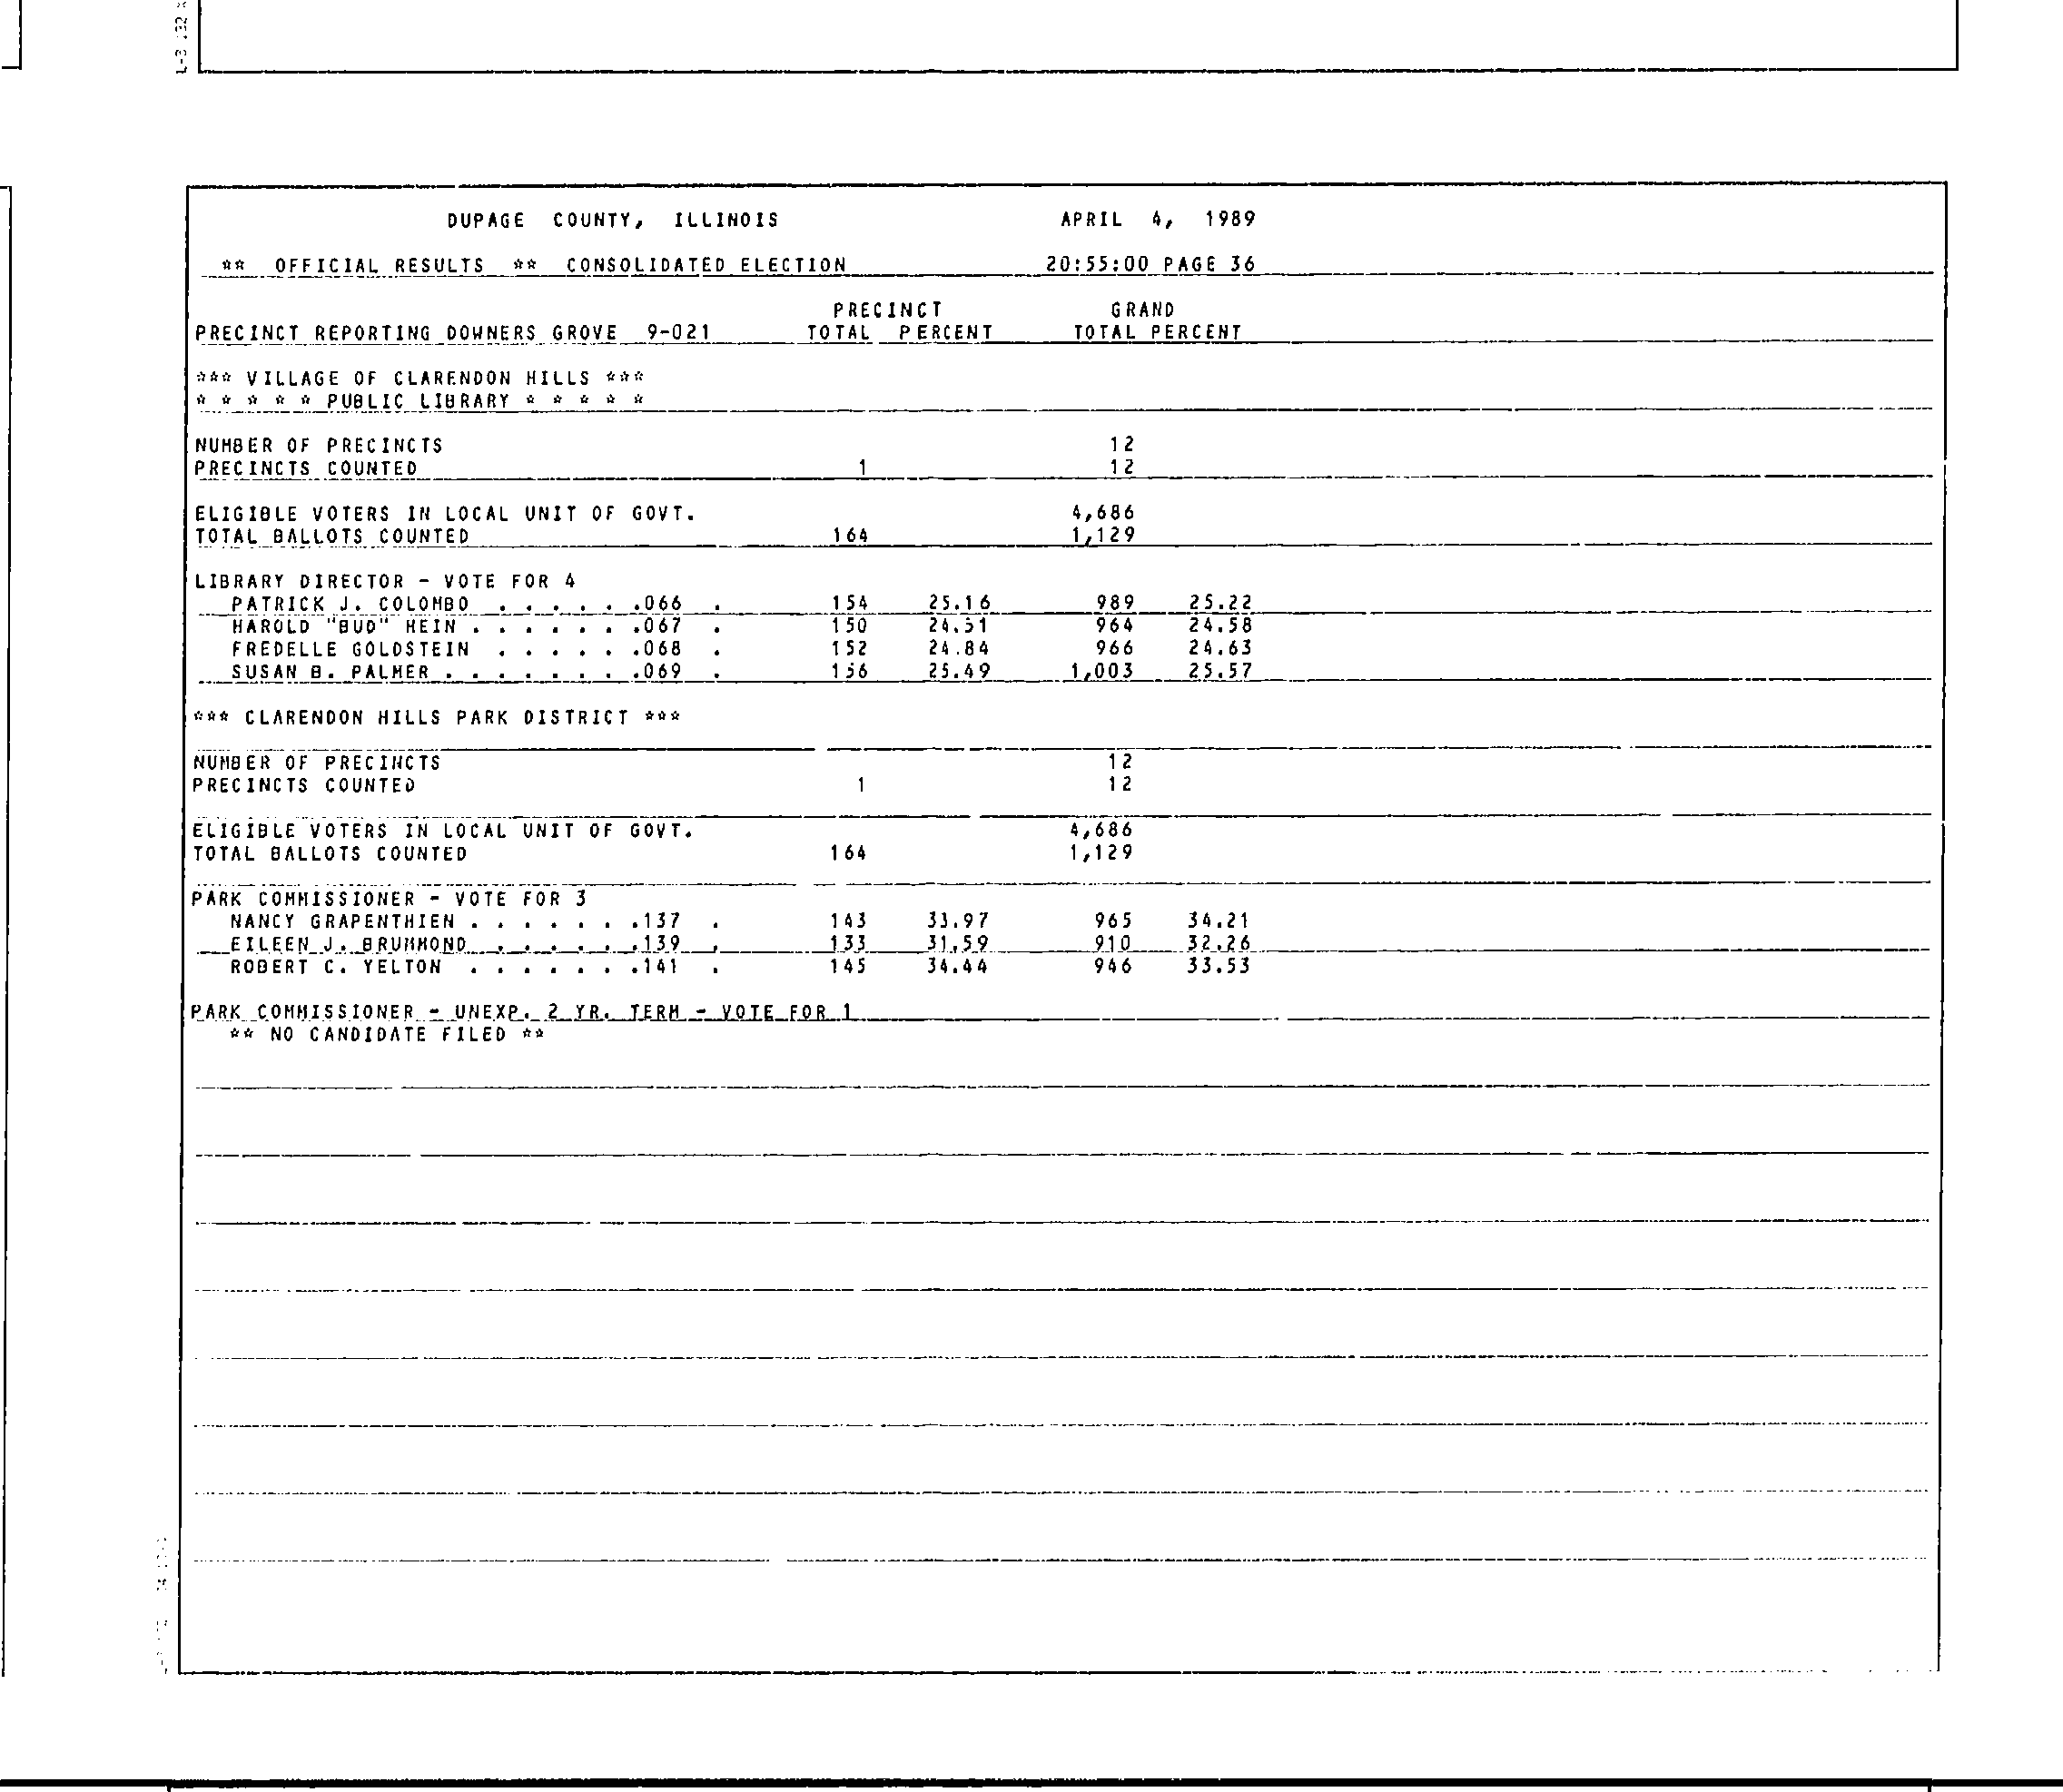 DUPAGE COUNTY, ILLINOIS APRIL 4, 1989
** OFFICIAL RESULTS ** CONSOLIDATED ELECTION 20:55:00 PAGE 36
PRECINCT GRAND
PRECINCT REPORTING DOWNERS GROVE 9-021 TOTAL PERCENT TOTAL PERCENT
*** VILLAGE OF CLARENDON HILLS ***
* * * * * PUBLIC LIBRARY * * * * *
NUMBER OF PRECINCTS 12
PRECINCTS COUNTED 1 12
ELIGIBLE VOTERS IN LOCAL UNIT OF GOVT. 4,686
TOTAL BALLOTS COUNTED 164 1,129
LIBRARY DIRECTOR - VOTE FOR 4
PATRICK J. COLOMBO . . . . . .066 . 154 25.16 989 25.22
HAROLD "BUD" HEIN . . . . . . .067 . 150 24.51 964 24.58
FREDELLE GOLDSTEIN . . . . . .068 . 152 24.84 966 24.63
SUSAN B. PALMER . . . . . . . .069 . 156 25.49 1,003 25.57
*** CLARENDON HILLS PARK DISTRICT ***
NUMBER OF PRECINCTS 12
PRECINCTS COUNTED 1 12
ELIGIBLE VOTERS IN LOCAL UNIT OF GOVT. 4,686
TOTAL BALLOTS COUNTED 164 1,129
PARK COMMISSIONER - VOTE FOR 3
NANCY GRAPENTHIEN . . . . . . .137 . 143 33.97 965 34.21
EILEEN J. BRUMMOND . . . . . .139 . 133 31.59 910 32.26
ROBERT C. YELTON . . . . . . .141 . 145 34.44 946 33.53
PARK COMMISSIONER - UNEXP. 2 YR. TERM - VOTE FOR 1
** NO CANDIDATE FILED **